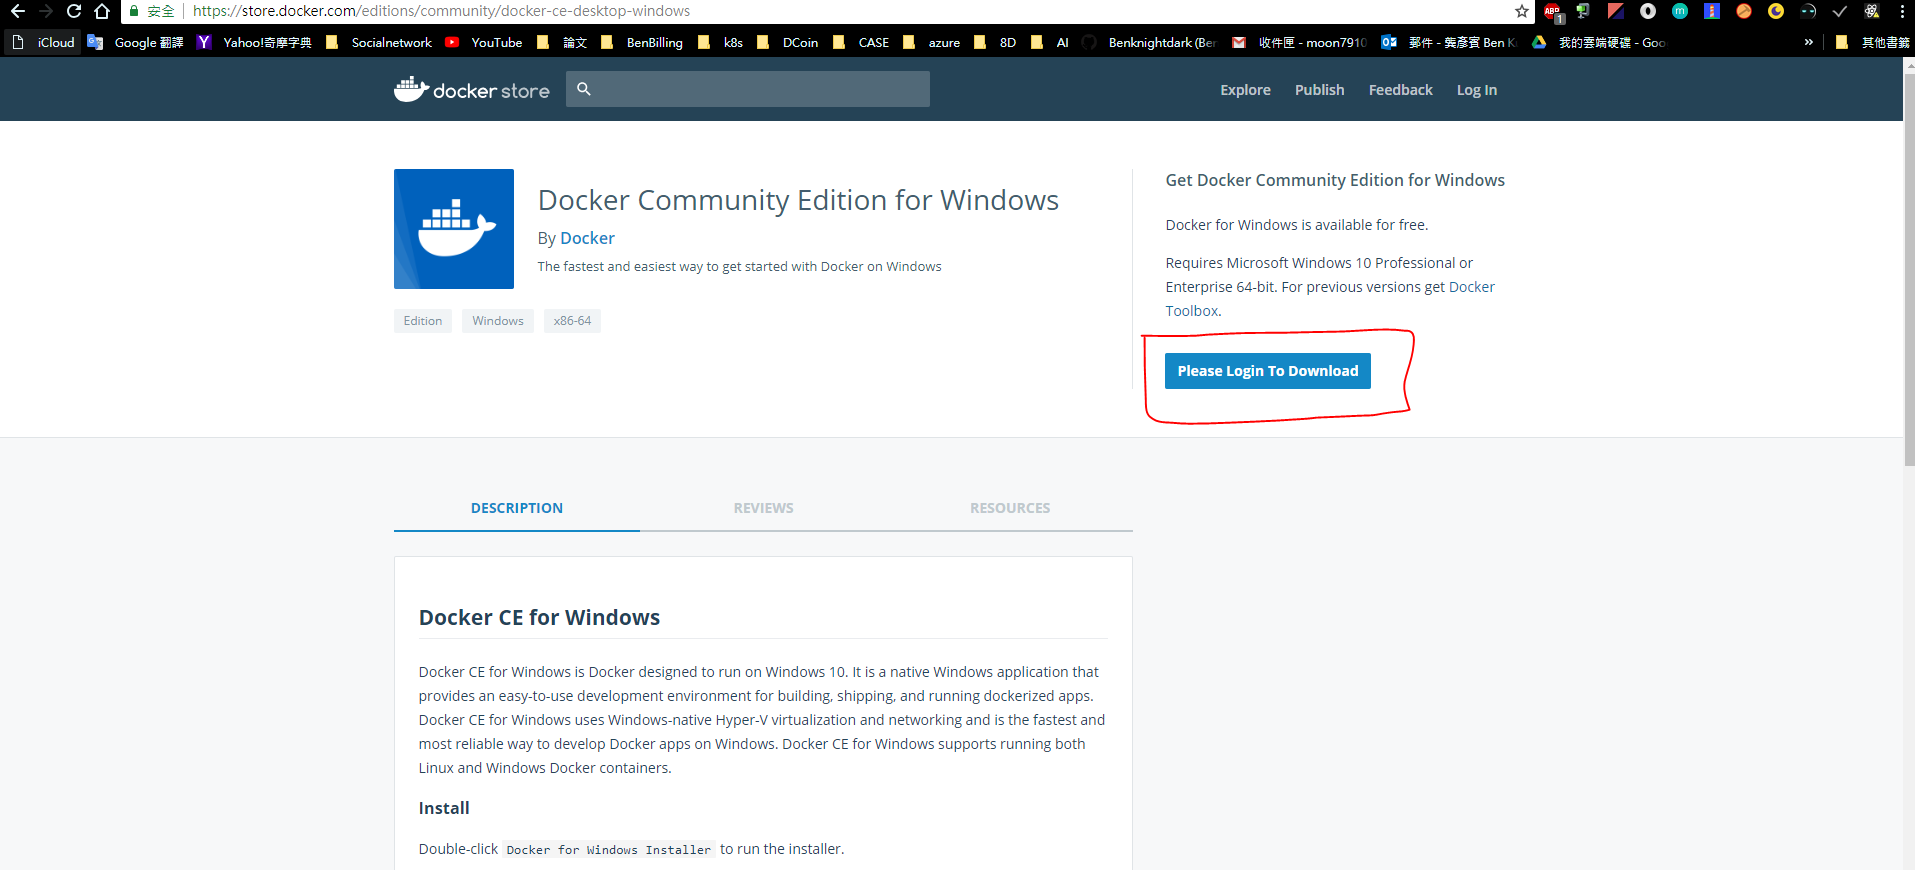 安全 https://store.docker.com/editions/community/docker-ce-desktop-windows
ABP 1 m
iCloud Google 翻譯 Yahoo!奇摩字典 Socialnetwork YouTube 論文 BenBilling k8s DCoin CASE azure 8D AI Benknightdark (Ber 收件匣 - moon7910 郵件 - 龔彥賓 Ben K 我的雲端硬碟 - Goo » 其他書籤
docker store Explore Publish Feedback Log In
Docker Community Edition for Windows
By Docker
The fastest and easiest way to get started with Docker on Windows
Edition Windows x86-64
Get Docker Community Edition for Windows
Docker for Windows is available for free.
Requires Microsoft Windows 10 Professional or
Enterprise 64-bit. For previous versions get Docker
Toolbox.
Please Login To Download
DESCRIPTION REVIEWS RESOURCES
Docker CE for Windows
Docker CE for Windows is Docker designed to run on Windows 10. It is a native Windows application that
provides an easy-to-use development environment for building, shipping, and running dockerized apps.
Docker CE for Windows uses Windows-native Hyper-V virtualization and networking and is the fastest and
most reliable way to develop Docker apps on Windows. Docker CE for Windows supports running both
Linux and Windows Docker containers.
Install
Double-click Docker for Windows Installer to run the installer.